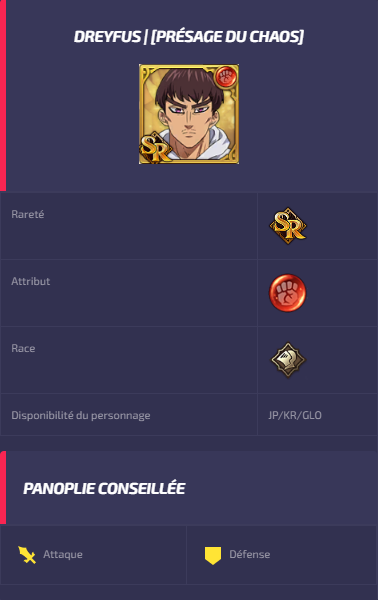 DREYFUS | [PRÉSAGE DU CHAOS]
SR
Rareté
SR
Attribut
Race
Disponibilité du personnage
JP/KR/GLO
PANOPLIE CONSEILLÉE
Attaque
Défense